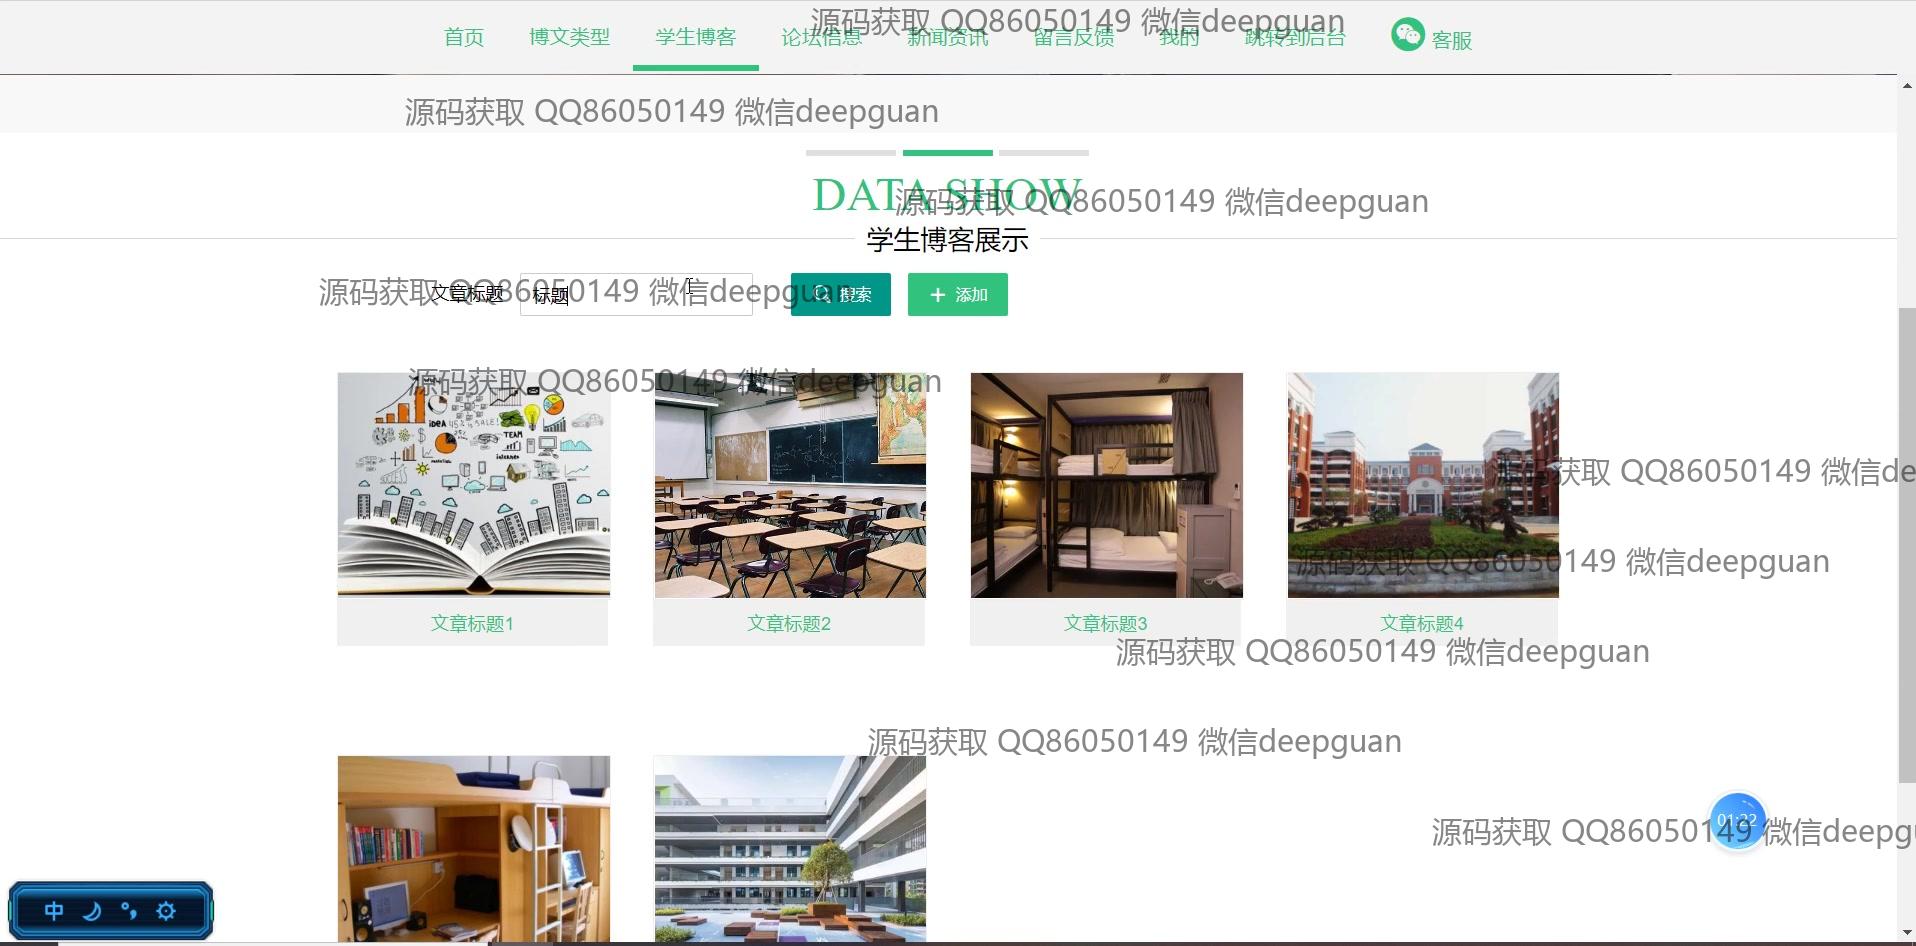 首页 博文类型 学生博客 论坛信息 新闻资讯 留言反馈 我的 跳转到后台 客服
源码获取 QQ86050149 微信deepguan
源码获取 QQ86050149 微信deepguan
DATA SHOW
源码获取 QQ86050149 微信deepguan
学生博客展示
源码获取 QQ86050149 微信deepguan
文章标题 标题 搜索 添加
源码获取 QQ86050149 微信deepguan
IDEA 45% is SALE!
TEAM
源码获取 QQ86050149 微信de
源码获取 QQ86050149 微信deepguan
文章标题1 文章标题2 文章标题3 文章标题4
源码获取 QQ86050149 微信deepguan
源码获取 QQ86050149 微信deepguan
01:22
源码获取 QQ86050149 微信deepgu
中